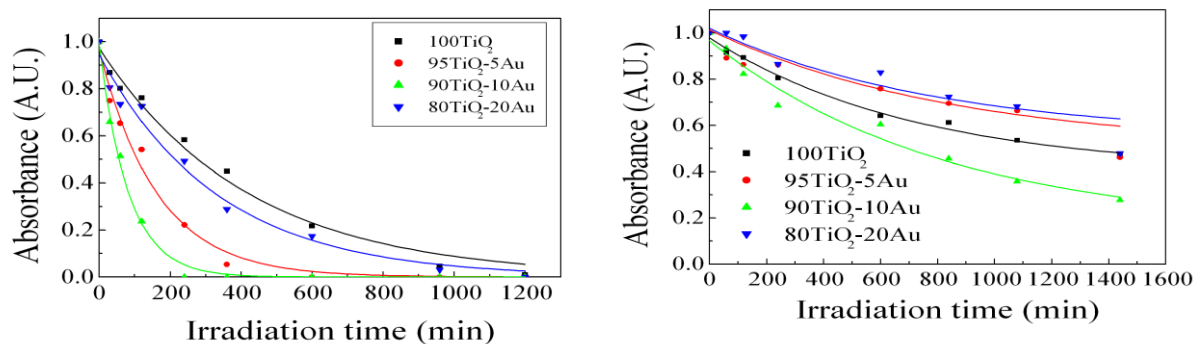 Absorbance (A.U.)
1.0
0.8
0.6
0.4
0.2
0.0
100TiO₂
95TiO₂-5Au
90TiO₂-10Au
80TiO₂-20Au
0 200 400 600 800 1000 1200
Irradiation time (min)
Absorbance (A.U.)
1.0
0.8
0.6
0.4
0.2
0.0
100TiO₂
95TiO₂-5Au
90TiO₂-10Au
80TiO₂-20Au
0 200 400 600 800 1000 1200 1400 1600
Irradiation time (min)